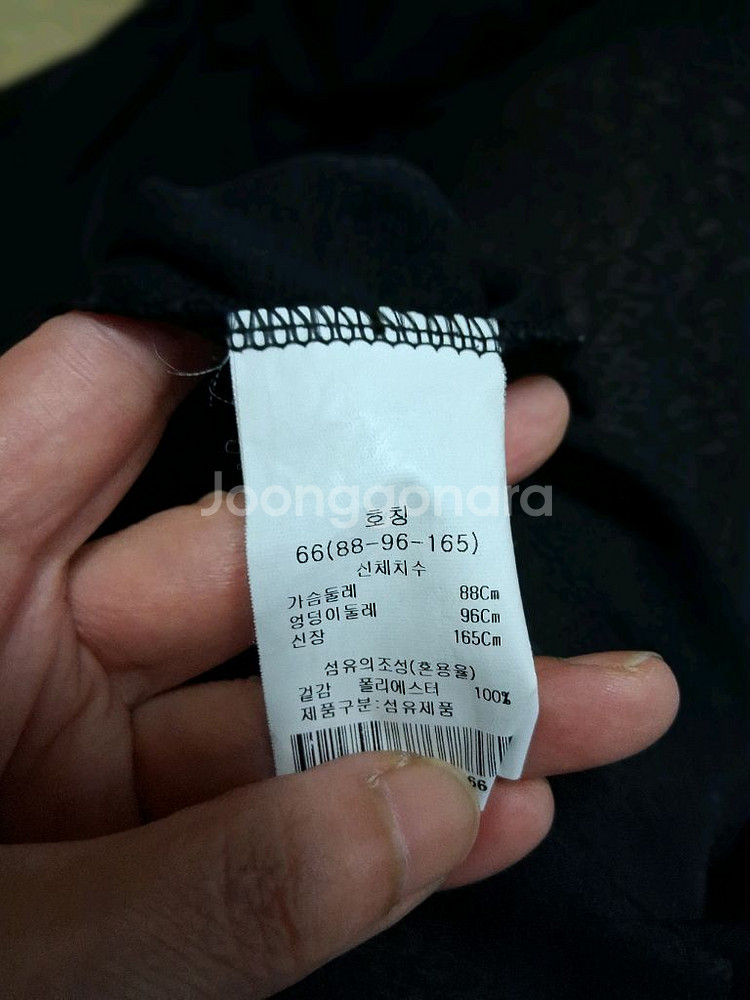 Joonggonara
호칭
66(88-96-165)
신체치수
가슴둘레 88Cm
엉덩이둘레 96Cm
신장 165Cm
섬유의조성(혼용율)
겉감 폴리에스터 100%
제품구분:섬유제품
66